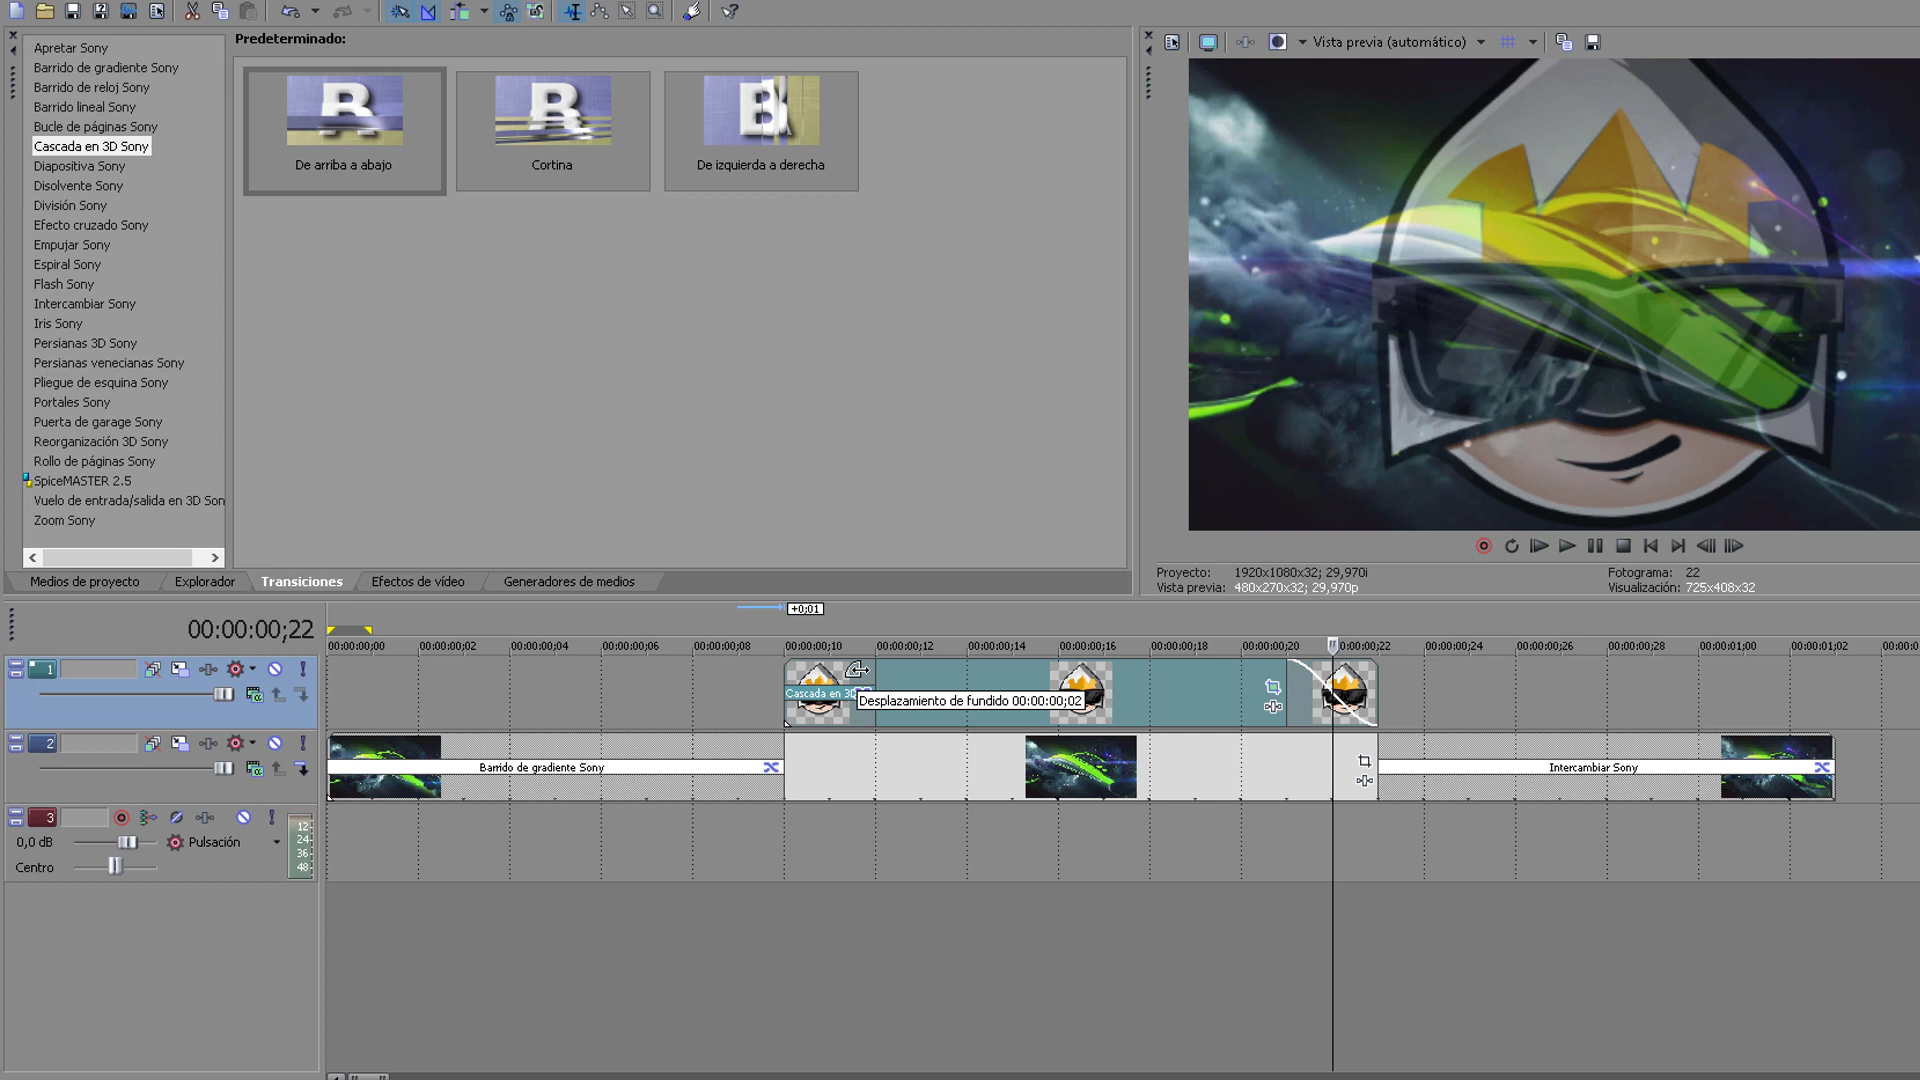 Predeterminado:
Vista previa (automático)
Apretar Sony
Barrido de gradiente Sony
Barrido de reloj Sony
Barrido lineal Sony
Bucle de páginas Sony
Cascada en 3D Sony
Diapositiva Sony
Disolvente Sony
División Sony
Efecto cruzado Sony
Empujar Sony
Espiral Sony
Flash Sony
Intercambiar Sony
Iris Sony
Persianas 3D Sony
Persianas venecianas Sony
Pliegue de esquina Sony
Portales Sony
Puerta de garage Sony
Reorganización 3D Sony
Rollo de páginas Sony
SpiceMASTER 2.5
Vuelo de entrada/salida en 3D Son
Zoom Sony
De arriba a abajo
Cortina
De izquierda a derecha
Medios de proyecto
Explorador
Transiciones
Efectos de vídeo
Generadores de medios
Proyecto: 1920x1080x32; 29,970i
Fotograma: 22
Vista previa: 480x270x32; 29,970p
Visualización: 725x408x32
+0;01
00:00:00;22
00:00:00;00
00:00:00;02
00:00:00;04
00:00:00;06
00:00:00;08
00:00:00;10
00:00:00;12
00:00:00;14
00:00:00;16
00:00:00;18
00:00:00;20
00:00:00;22
00:00:00;24
00:00:00;26
00:00:00;28
00:00:01;00
00:00:01;02
00:00:0
1
Cascada en 3D
Desplazamiento de fundido 00:00:00;02
2
Barrido de gradiente Sony
Intercambiar Sony
3
0,0 dB
Pulsación
Centro
12
24
36
48